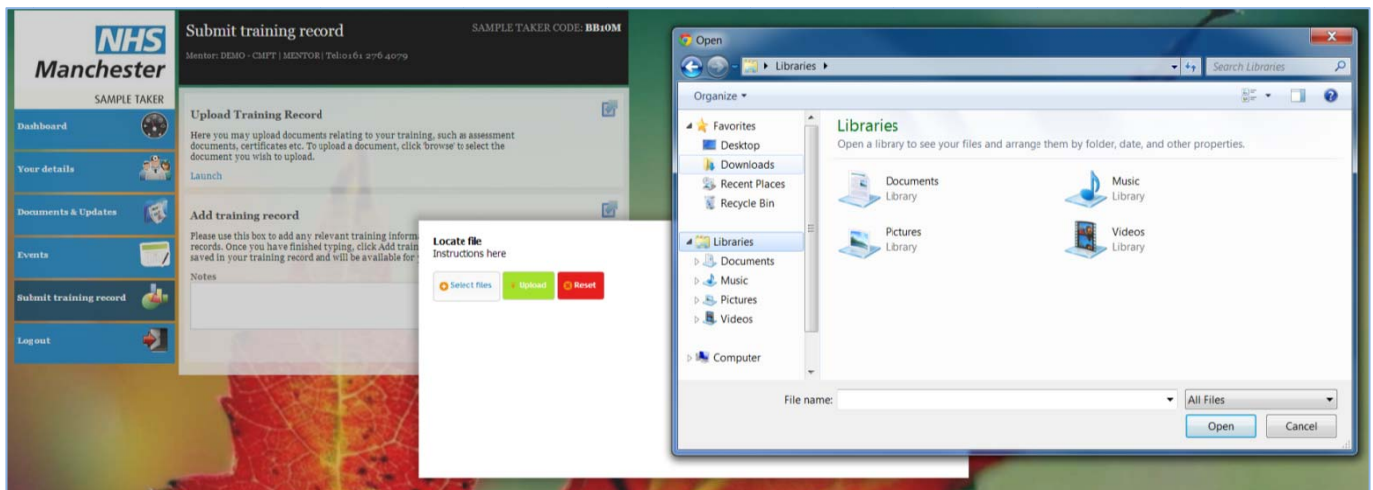 NHS
Manchester
SAMPLE TAKER
Dashboard
Your details
Documents & Updates
Events
Submit training record
Logout
Submit training record
SAMPLE TAKER CODE: BB10M
Mentor: DEMO - CMFT | MENTOR | Tel:0161 276 4079
Upload Training Record
Here you may upload documents relating to your training, such as assessment
documents, certificates etc. To upload a document, click 'browse' to select the
document you wish to upload.
Launch
Add training record
Please use this box to add any relevant training inform
records. Once you have finished typing, click Add train
saved in your training record and will be available for
Notes
Locate file
Instructions here
Select files
Upload
Reset
Open
Libraries
Search Libraries
Organize
Favorites
Desktop
Downloads
Recent Places
Recycle Bin
Libraries
Documents
Music
Pictures
Videos
Computer
Libraries
Open a library to see your files and arrange them by folder, date, and other properties.
Documents
Library
Music
Library
Pictures
Library
Videos
Library
File name:
All Files
Open
Cancel